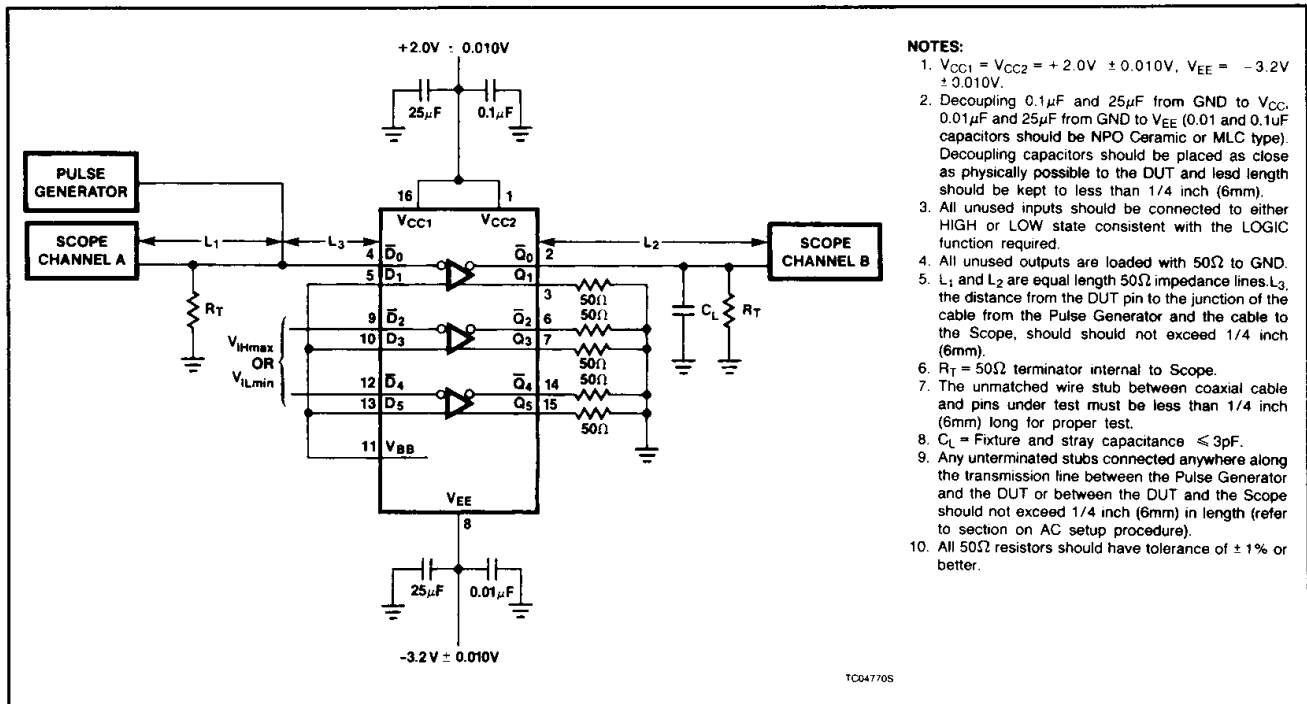 +2.0V ± 0.010V
25μF
0.1μF
PULSE
GENERATOR
16
1
VCC1
VCC2
SCOPE
CHANNEL A
L1
L3
L2
SCOPE
CHANNEL B
4
D̅0
Q̅0
2
5
D1
Q1
3
RT
50Ω
50Ω
CL
RT
9
D̅2
Q̅2
6
VIHmax
OR
VILmin
10
D3
Q3
7
50Ω
50Ω
12
D̅4
Q̅4
14
13
D5
Q5
15
50Ω
11
VBB
VEE
8
25μF
0.01μF
-3.2V ± 0.010V
TC04770S
NOTES:
1. VCC1 = VCC2 = +2.0V ±0.010V, VEE = -3.2V
±0.010V.
2. Decoupling 0.1μF and 25μF from GND to VCC,
0.01μF and 25μF from GND to VEE (0.01 and 0.1uF
capacitors should be NPO Ceramic or MLC type).
Decoupling capacitors should be placed as close
as physically possible to the DUT and lesd length
should be kept to less than 1/4 inch (6mm).
3. All unused inputs should be connected to either
HIGH or LOW state consistent with the LOGIC
function required.
4. All unused outputs are loaded with 50Ω to GND.
5. L1 and L2 are equal length 50Ω impedance lines.L3,
the distance from the DUT pin to the junction of the
cable from the Pulse Generator and the cable to
the Scope, should should not exceed 1/4 inch
(6mm).
6. RT = 50Ω terminator internal to Scope.
7. The unmatched wire stub between coaxial cable
and pins under test must be less than 1/4 inch
(6mm) long for proper test.
8. CL = Fixture and stray capacitance ≤ 3pF.
9. Any unterminated stubs connected anywhere along
the transmission line between the Pulse Generator
and the DUT or between the DUT and the Scope
should not exceed 1/4 inch (6mm) in length (refer
to section on AC setup procedure).
10. All 50Ω resistors should have tolerance of ±1% or
better.